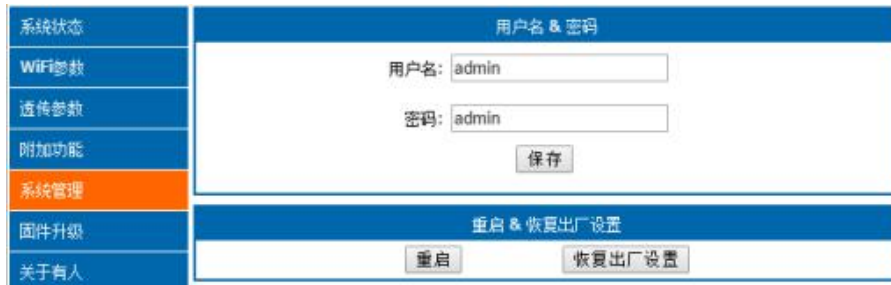 系统状态
WiFi参数
透传参数
附加功能
系统管理
固件升级
关于有人
用户名 & 密码
用户名: admin
密码: admin
保存
重启 & 恢复出厂设置
重启 恢复出厂设置